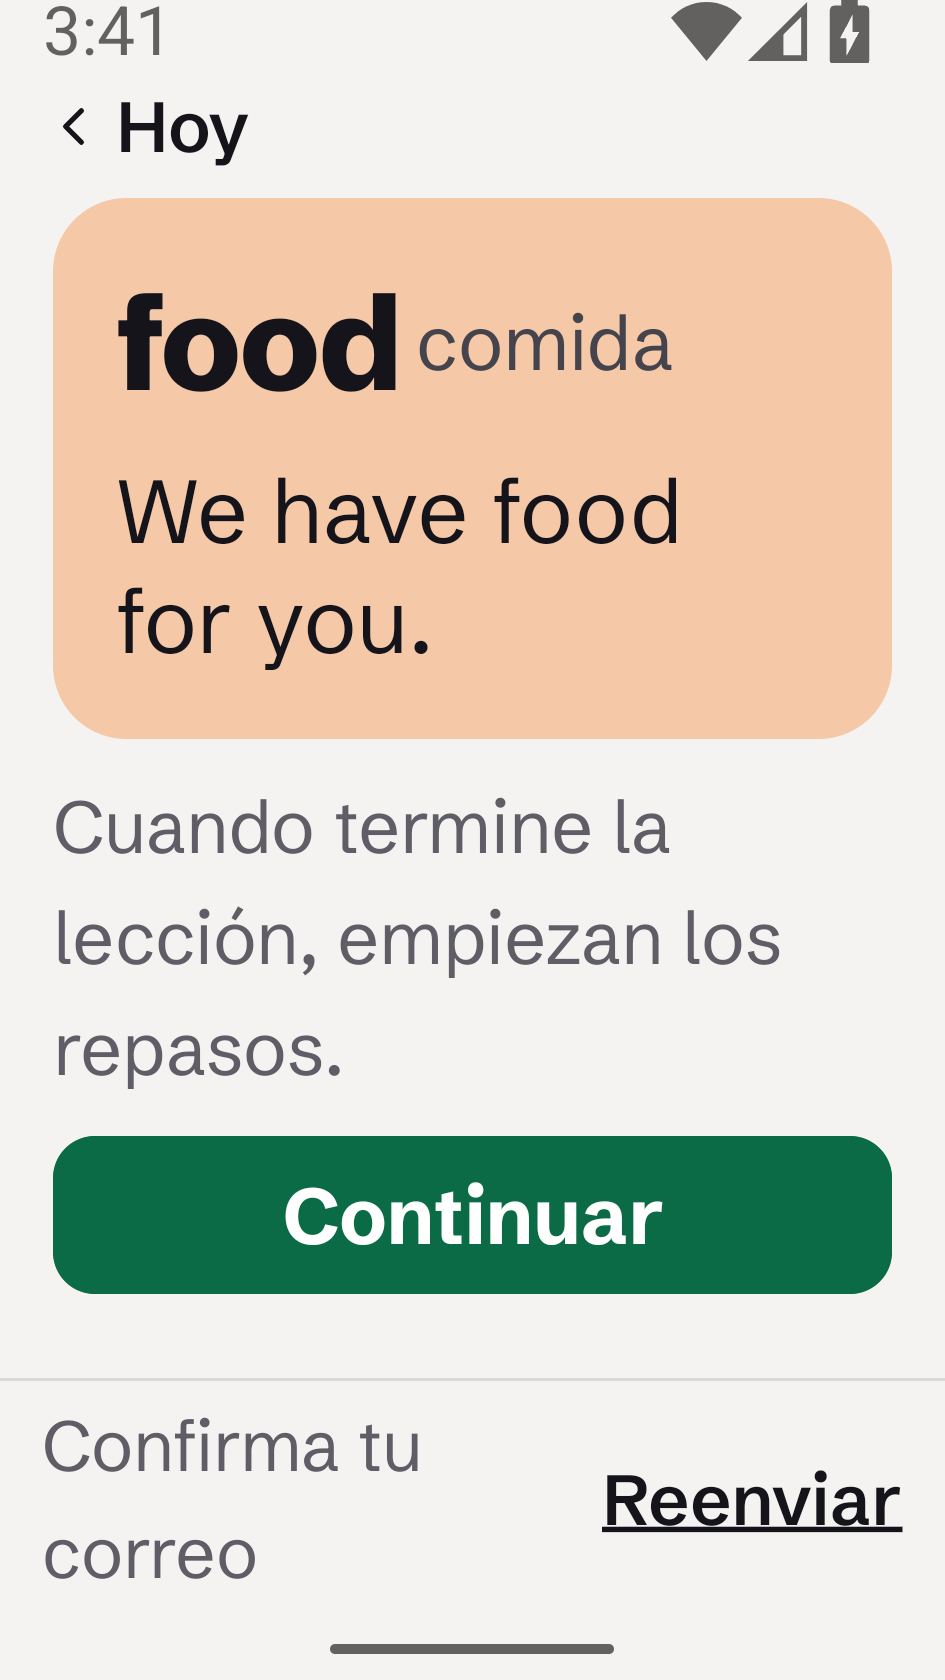 3:41
Hoy
food comida
We have food
for you.
Cuando termine la
lección, empiezan los
repasos.
Continuar
Confirma tu
correo
Reenviar